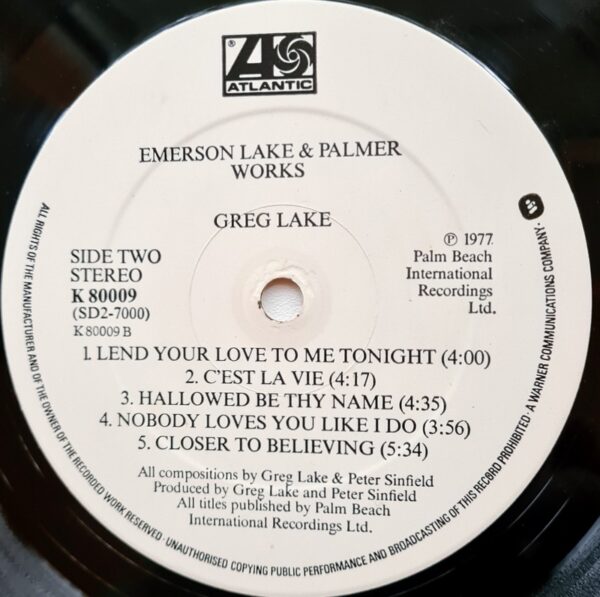 ® ATLANTIC
EMERSON LAKE & PALMER
WORKS
GREG LAKE
SIDE TWO
STEREO
K 80009
(SD2-7000)
K 80009 B
℗ 1977
Palm Beach
International
Recordings
Ltd.
1. LEND YOUR LOVE TO ME TONIGHT (4:00)
2. C'EST LA VIE (4:17)
3. HALLOWED BE THY NAME (4:35)
4. NOBODY LOVES YOU LIKE I DO (3:56)
5. CLOSER TO BELIEVING (5:34)
All compositions by Greg Lake & Peter Sinfield
Produced by Greg Lake and Peter Sinfield
All titles published by Palm Beach
International Recordings Ltd.
ALL RIGHTS OF THE MANUFACTURER AND OF THE OWNER OF THE RECORDED WORK RESERVED · UNAUTHORISED COPYING PUBLIC PERFORMANCE AND BROADCASTING OF THIS RECORD PROHIBITED · A WARNER COMMUNICATIONS COMPANY ·